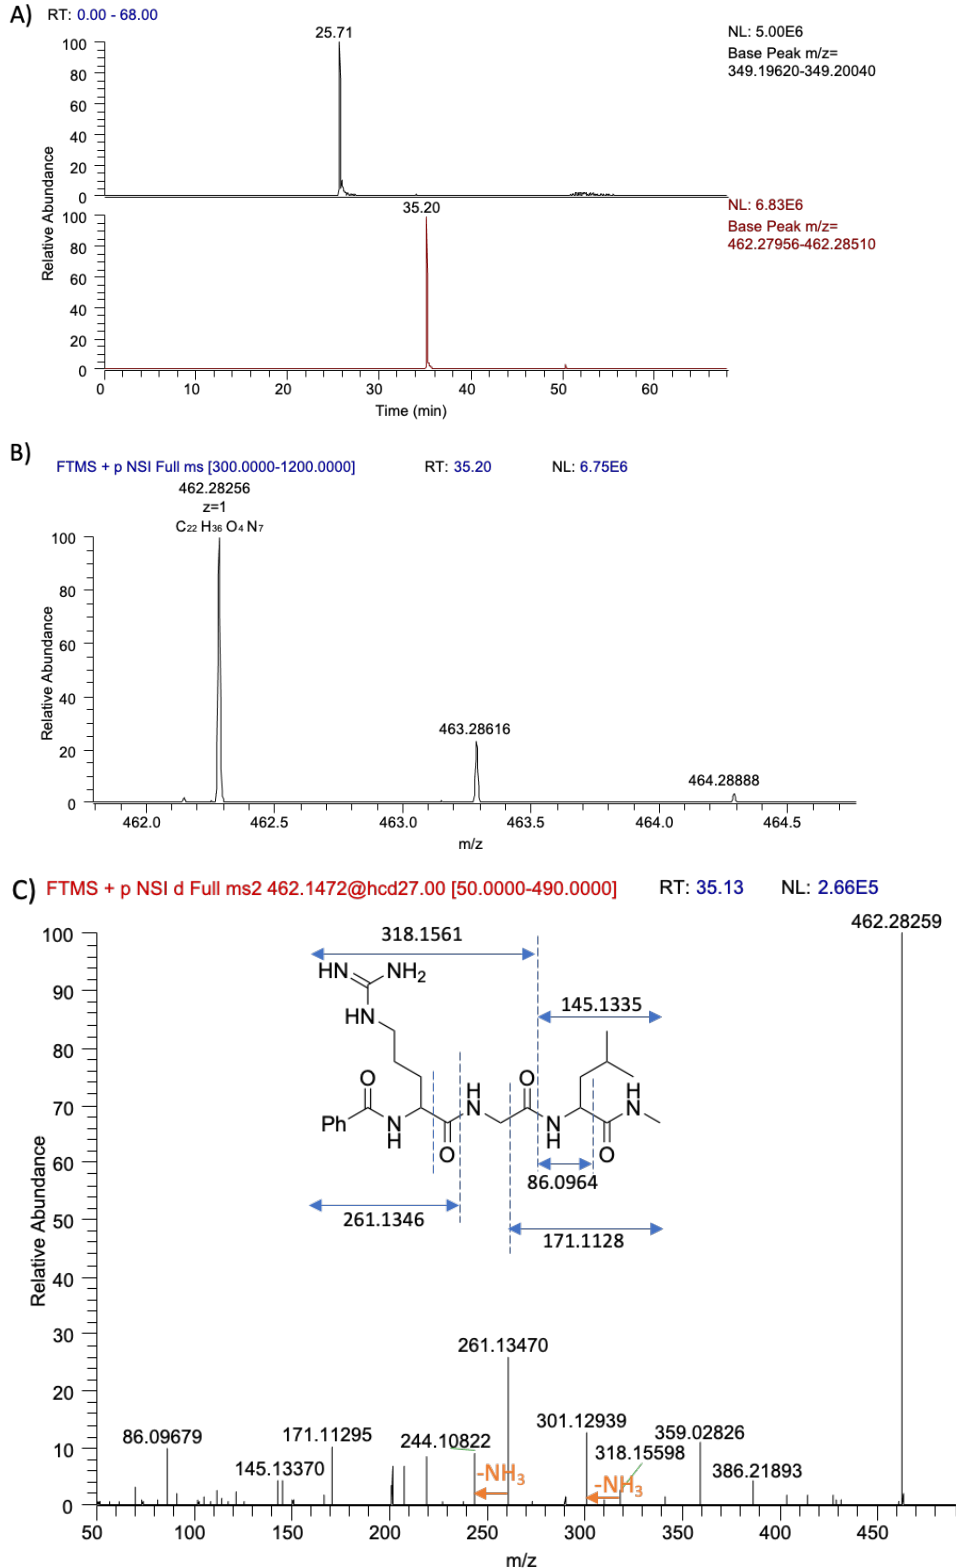 A) RT: 0.00 - 68.00
25.71
NL: 5.00E6
Base Peak m/z=
349.19620-349.20040
100
80
60
40
20
0
Relative Abundance
35.20
NL: 6.83E6
Base Peak m/z=
462.27956-462.28510
100
80
60
40
20
0
0 10 20 30 40 50 60
Time (min)
B)
FTMS + p NSI Full ms [300.0000-1200.0000] RT: 35.20 NL: 6.75E6
462.28256
z=1
C22 H36 O4 N7
100
80
60
40
20
0
Relative Abundance
463.28616
464.28888
462.0 462.5 463.0 463.5 464.0 464.5
m/z
C) FTMS + p NSI d Full ms2 462.1472@hcd27.00 [50.0000-490.0000] RT: 35.13 NL: 2.66E5
462.28259
100
90
80
70
60
50
40
30
20
10
0
Relative Abundance
318.1561
HN NH2
HN
145.1335
O H N O H N
Ph N H O N H O
86.0964
261.1346
171.1128
261.13470
86.09679
145.13370
171.11295
244.10822
-NH3
301.12939
318.15598
-NH3
359.02826
386.21893
50 100 150 200 250 300 350 400 450
m/z